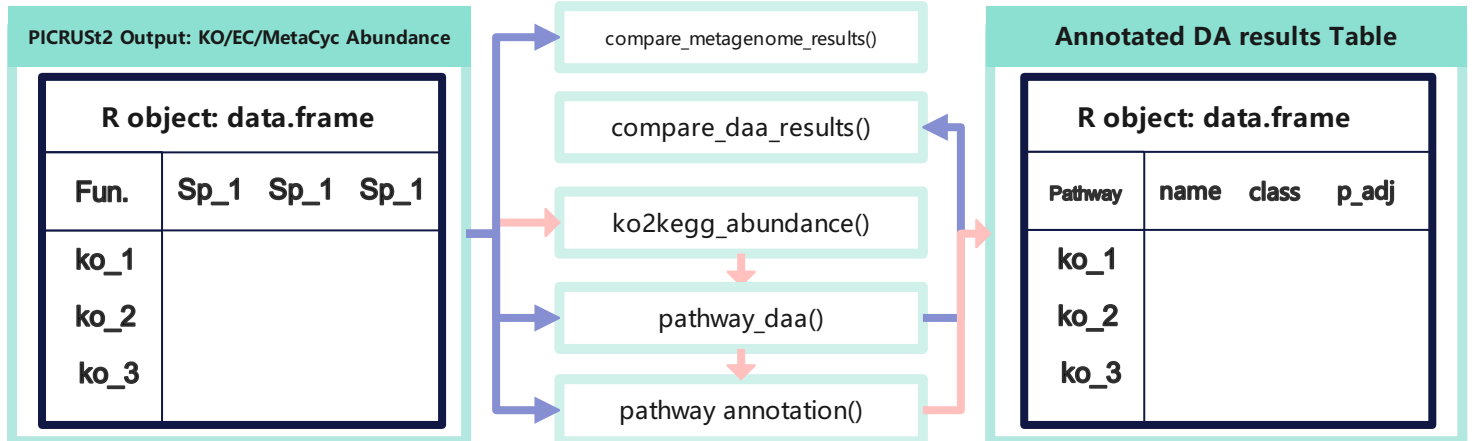 PICRUSt2 Output: KO/EC/MetaCyc Abundance
R object: data.frame
Fun. Sp_1 Sp_1 Sp_1
ko_1
ko_2
ko_3
compare_metagenome_results()
compare_daa_results()
ko2kegg_abundance()
pathway_daa()
pathway annotation()
Annotated DA results Table
R object: data.frame
Pathway name class p_adj
ko_1
ko_2
ko_3